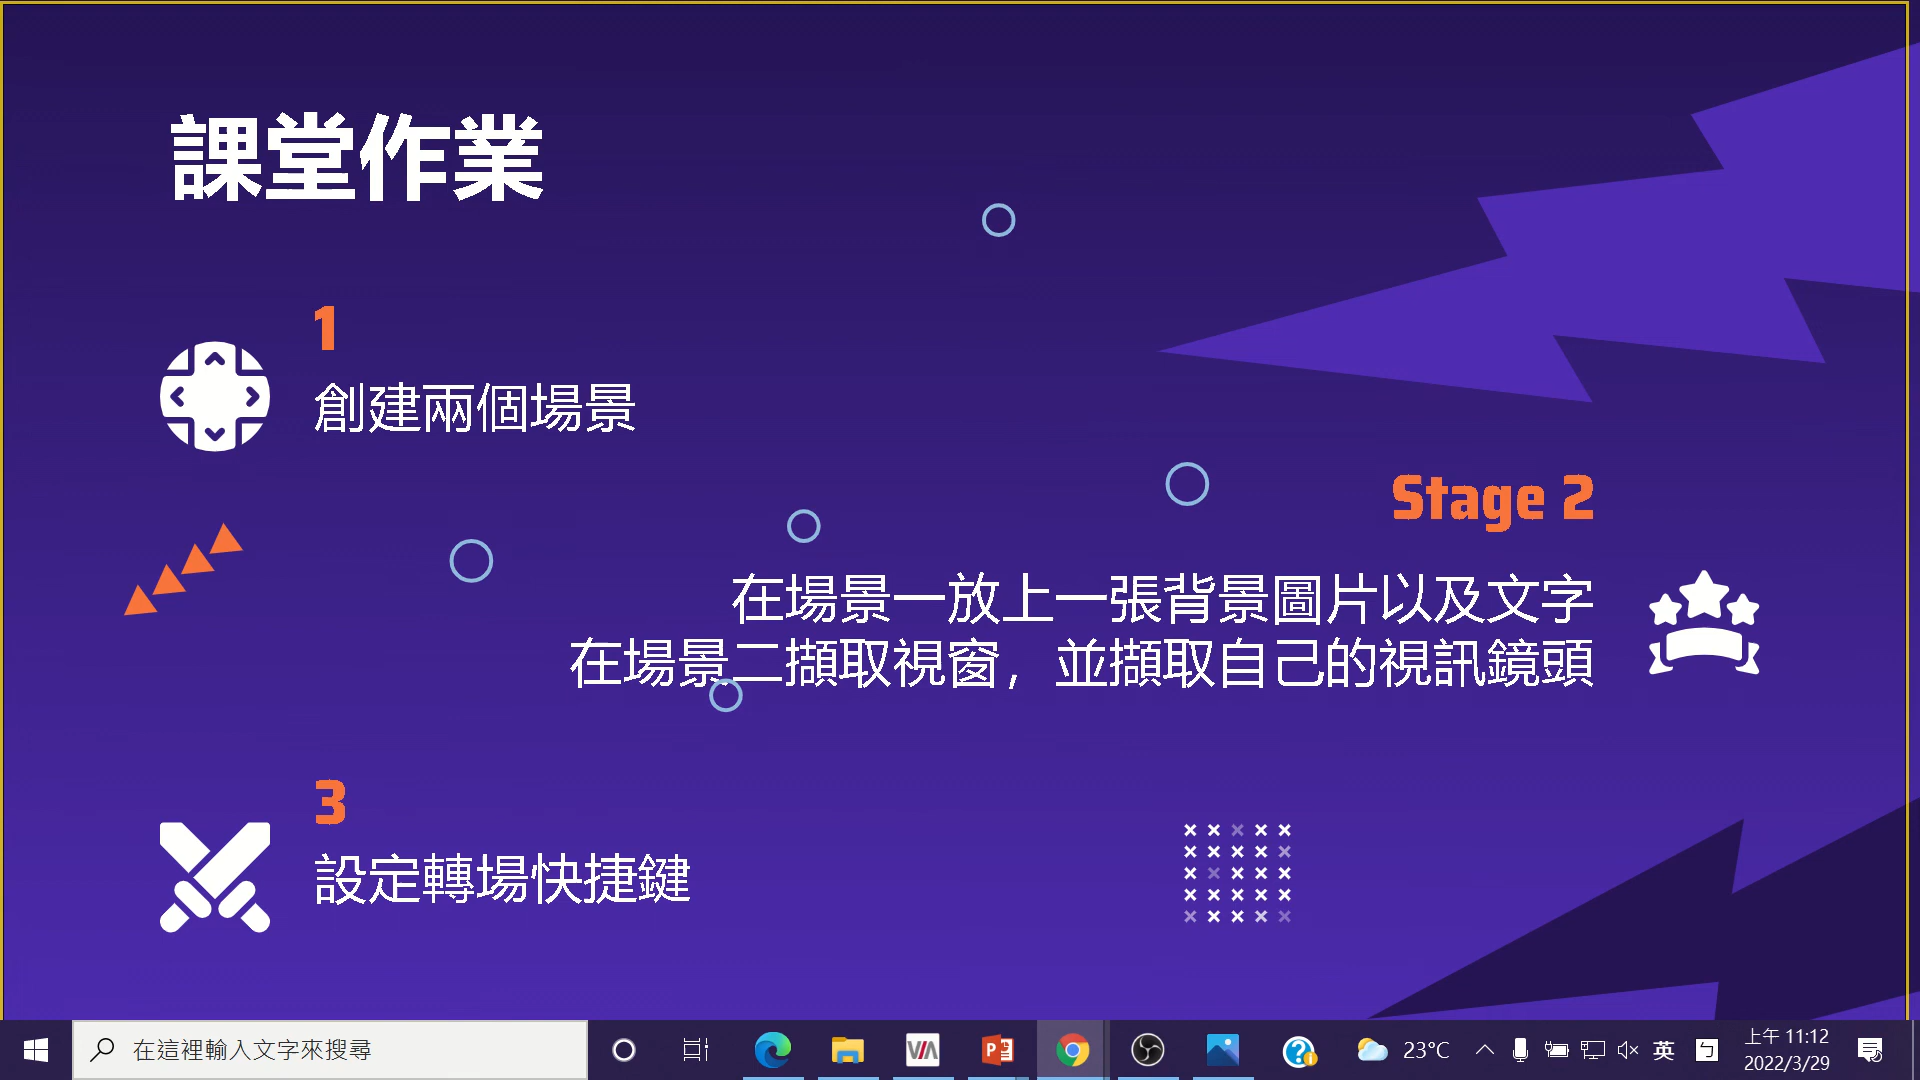 課堂作業
1
創建兩個場景
Stage 2
在場景一放上一張背景圖片以及文字
在場景二擷取視窗，並擷取自己的視訊鏡頭
3
設定轉場快捷鍵
在這裡輸入文字來搜尋
23°C
英
ㄅ
上午 11:12
2022/3/29